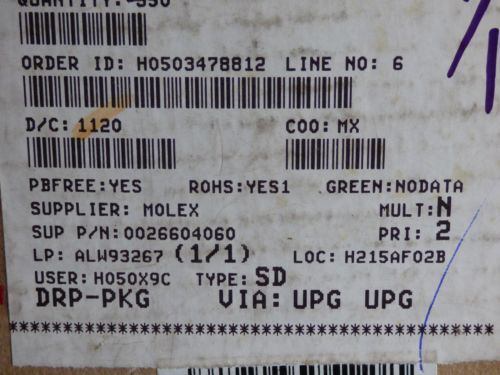 QUANTITY:
ORDER ID: H0503478812 LINE NO: 6
D/C: 1120 COO: MX
PBFREE:YES ROHS:YES1 GREEN:NODATA
SUPPLIER: MOLEX MULT:N
SUP P/N:0026604060 PRI: 2
LP: ALW93267 (1/1) LOC: H215AF02B
USER: H050X9C TYPE: SD
DRP-PKG VIA: UPG UPG
****************************************************